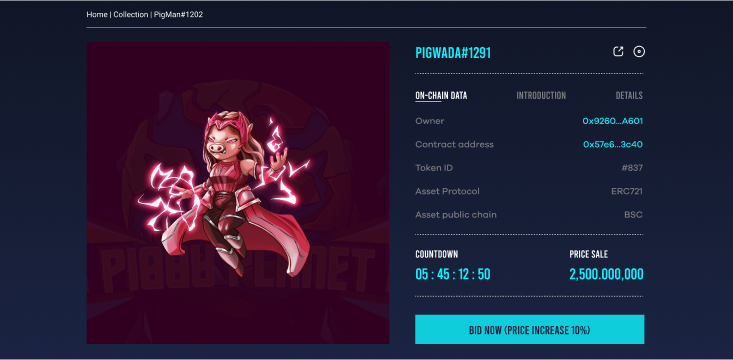 Home | Collection | PigMan#1202
PIGWADA#1291
ON-CHAIN DATA INTRODUCTION DETAILS
Owner 0x9260...A601
Contract address 0x57e6...3c40
Token ID #837
Asset Protocol ERC721
Asset public chain BSC
COUNTDOWN PRICE SALE
05 : 45 : 12 : 50 2,500.000,000
BID NOW (PRICE INCREASE 10%)